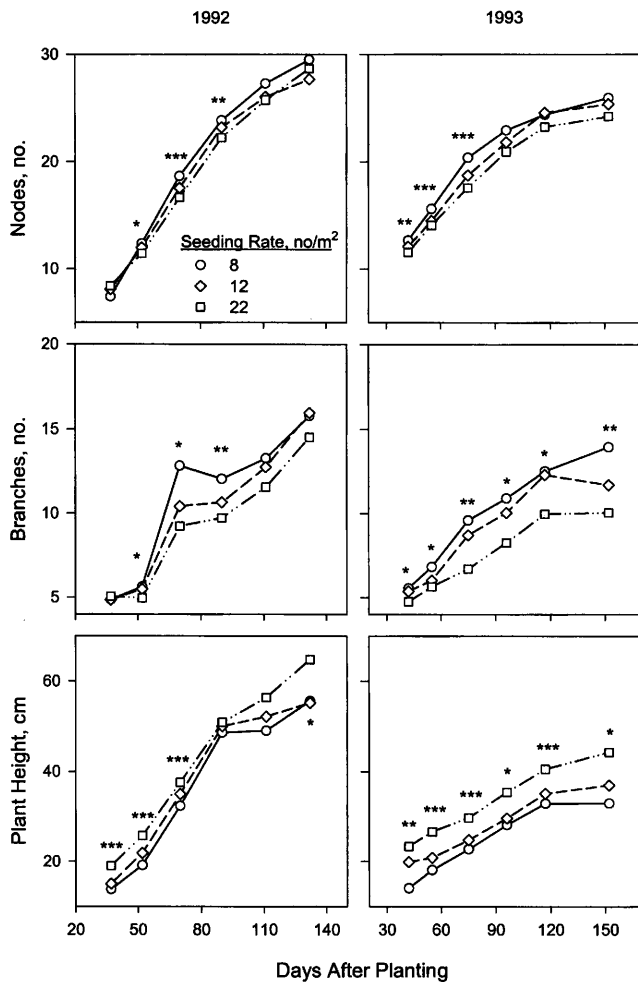 1992 1993
30
20
10
Nodes, no.
* *** **
** *** ***
Seeding Rate, no/m²
8
12
22
20
15
10
5
Branches, no.
* * **
* * ** * * **
60
40
20
Plant Height, cm
*** *** *** *
** *** *** * *** *
20 50 80 110 140 30 60 90 120 150
Days After Planting